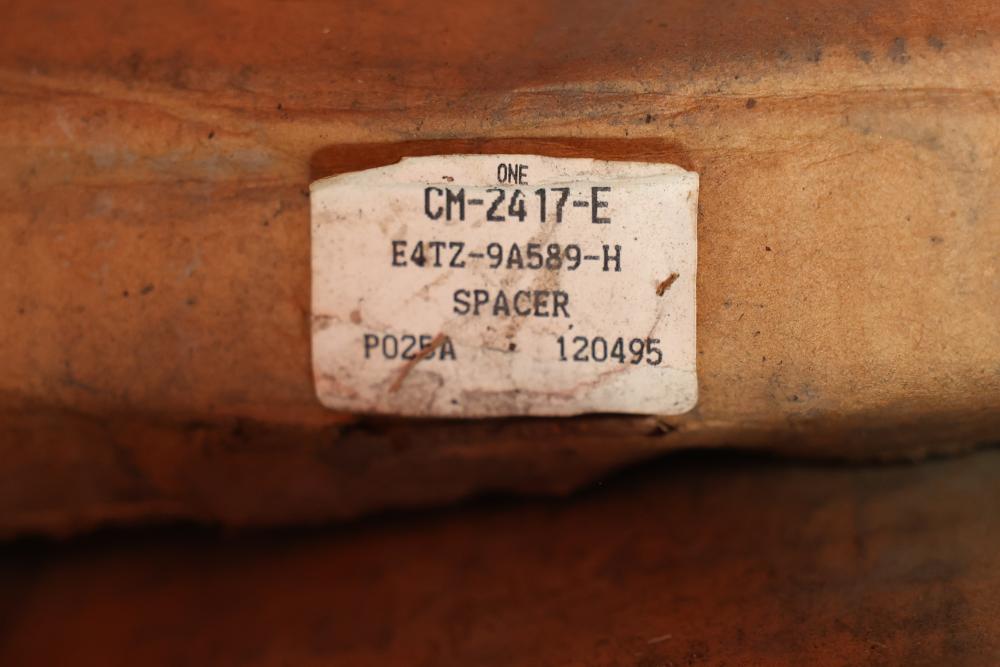 ONE
CM-2417-E
E4TZ-9A589-H
SPACER
P025A 120495